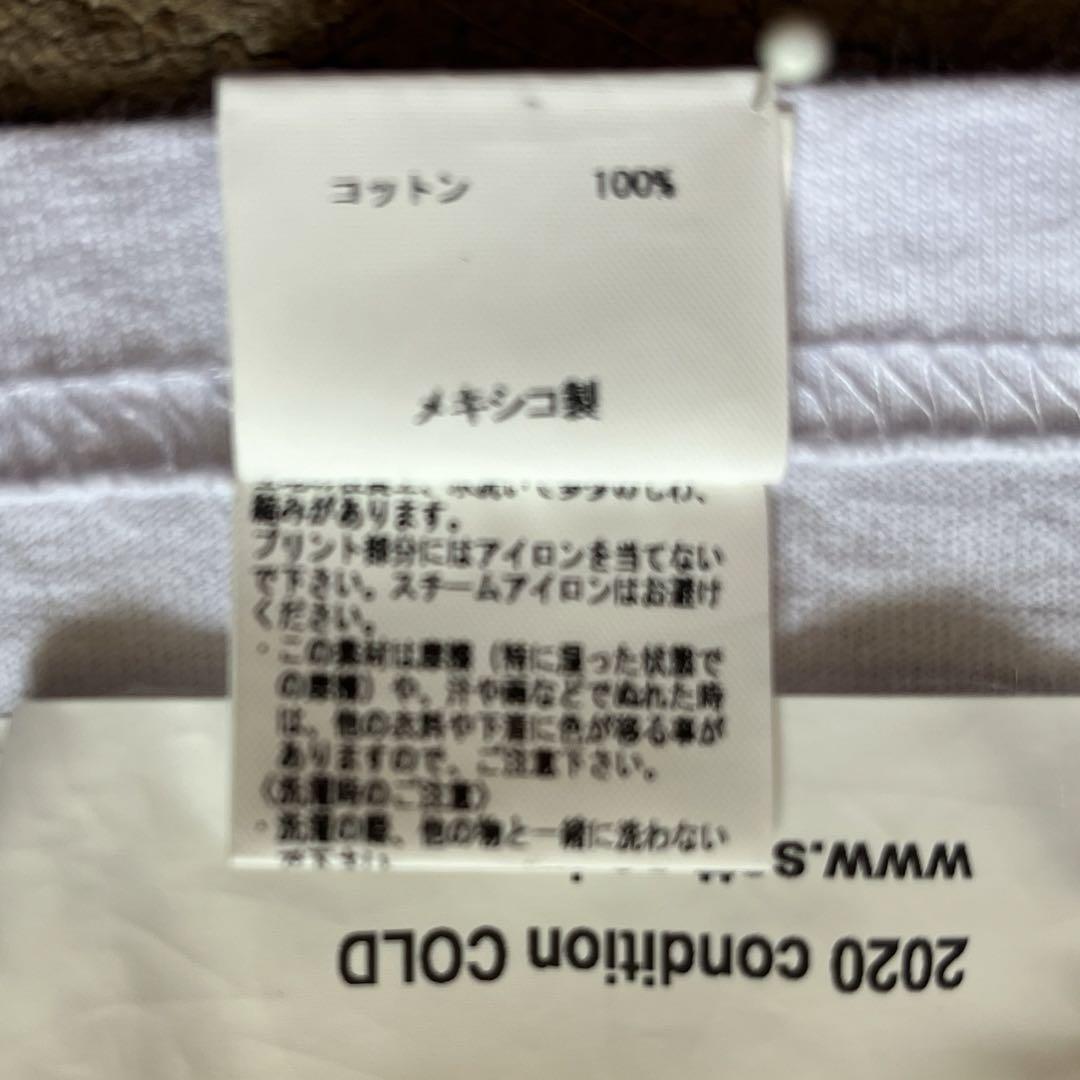 コットン 100%
メキシコ製
縮みがあります。
プリント部分にはアイロンを当てない
で下さい。スチームアイロンはお避け
ください。
・この素材は摩擦(特に湿った状態で
の摩擦)や、汗や雨などでぬれた時
は、他の衣料や下着に色が移る事が
ありますので、ご注意下さい。
〈洗濯時のご注意〉
・洗濯の際、他の物と一緒に洗わない
で下さい
2020 condition COLD